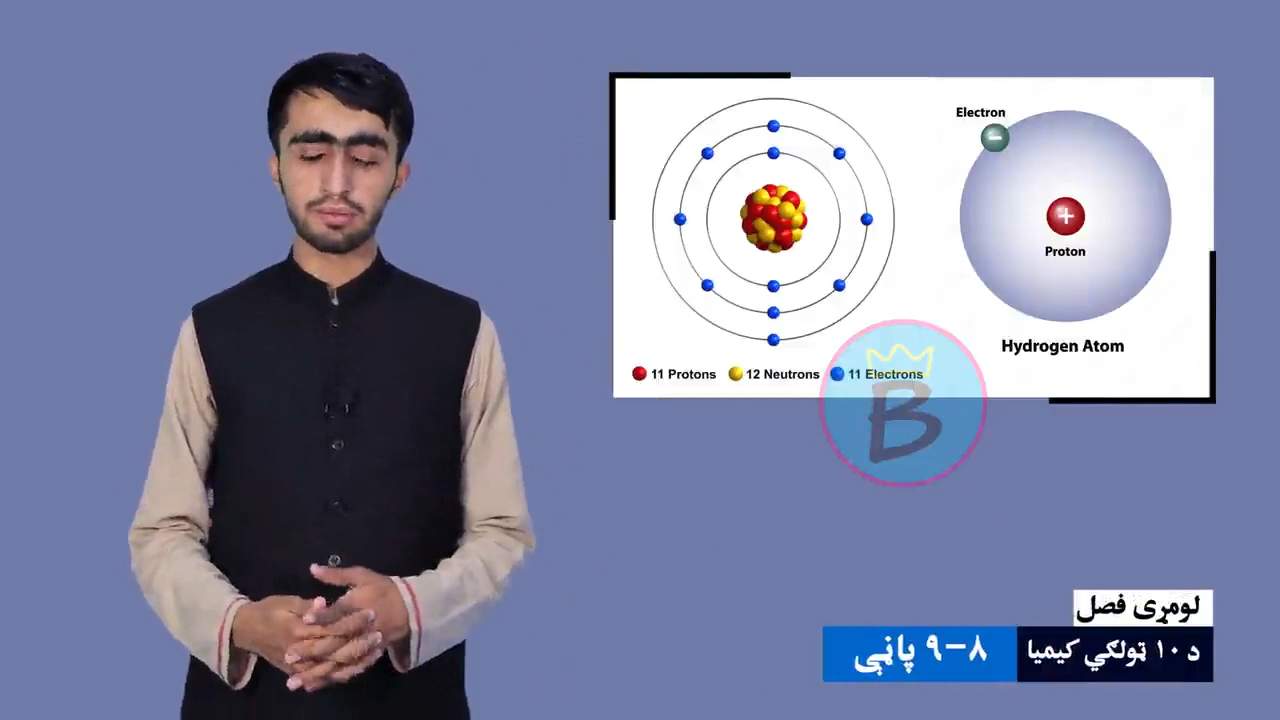 Electron
Proton
Hydrogen Atom
11 Protons 12 Neutrons 11 Electrons
B
لومړی فصل
د ۱۰ ټولګي کیمیا
۸-۹ پاڼې